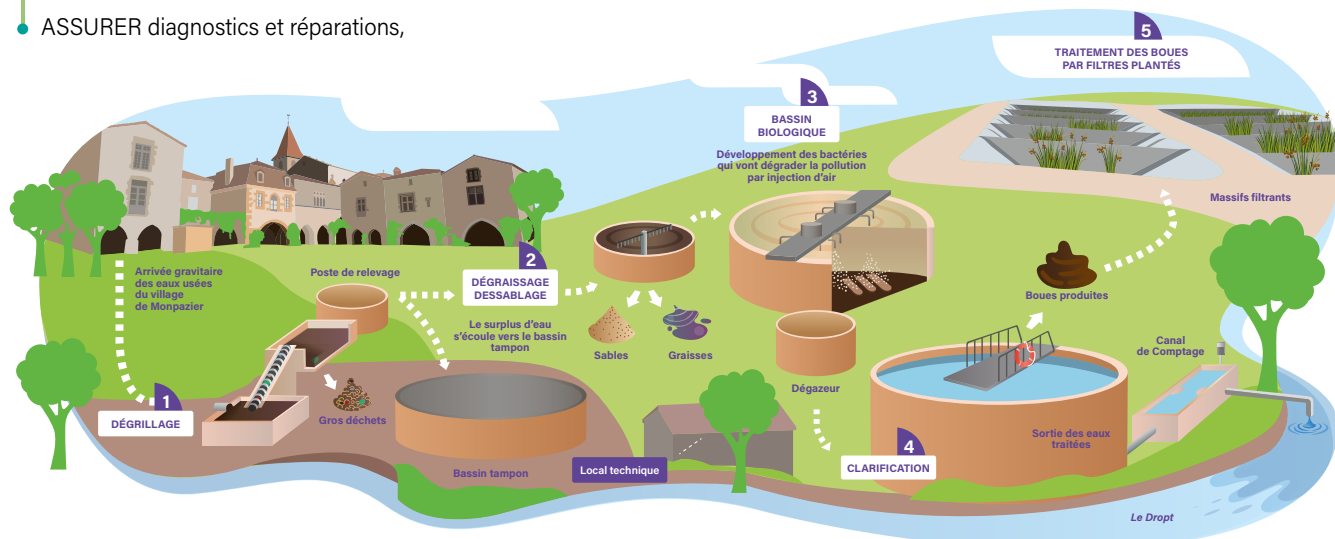 ASSURER diagnostics et réparations,
5
TRAITEMENT DES BOUES
PAR FILTRES PLANTÉS
3
BASSIN
BIOLOGIQUE
Développement des bactéries
qui vont dégrader la pollution
par injection d'air
Massifs filtrants
Arrivée gravitaire
des eaux usées
du village
de Monpazier
Poste de relevage
2
DÉGRAISSAGE
DESSABLAGE
Le surplus d'eau
s'écoule vers le bassin
tampon
Sables
Graisses
Boues produites
Canal
de Comptage
Dégazeur
1
DÉGRILLAGE
Gros déchets
Bassin tampon
Local technique
4
CLARIFICATION
Sortie des eaux
traitées
Le Dropt